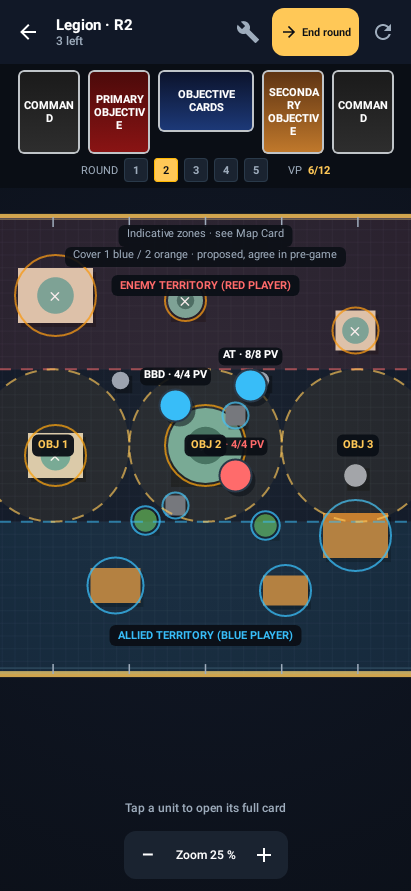 Legion · R2
3 left
End round
COMMAN
D
PRIMARY
OBJECTIV
E
OBJECTIVE
CARDS
SECONDA
RY
OBJECTIV
E
COMMAN
D
ROUND 1 2 3 4 5 VP 6/12
Indicative zones · see Map Card
Cover 1 blue / 2 orange · proposed, agree in pre-game
ENEMY TERRITORY (RED PLAYER)
AT · 8/8 PV
BBD · 4/4 PV
OBJ 1
OBJ 2 · 4/4 PV
OBJ 3
ALLIED TERRITORY (BLUE PLAYER)
Tap a unit to open its full card
− Zoom 25 % +